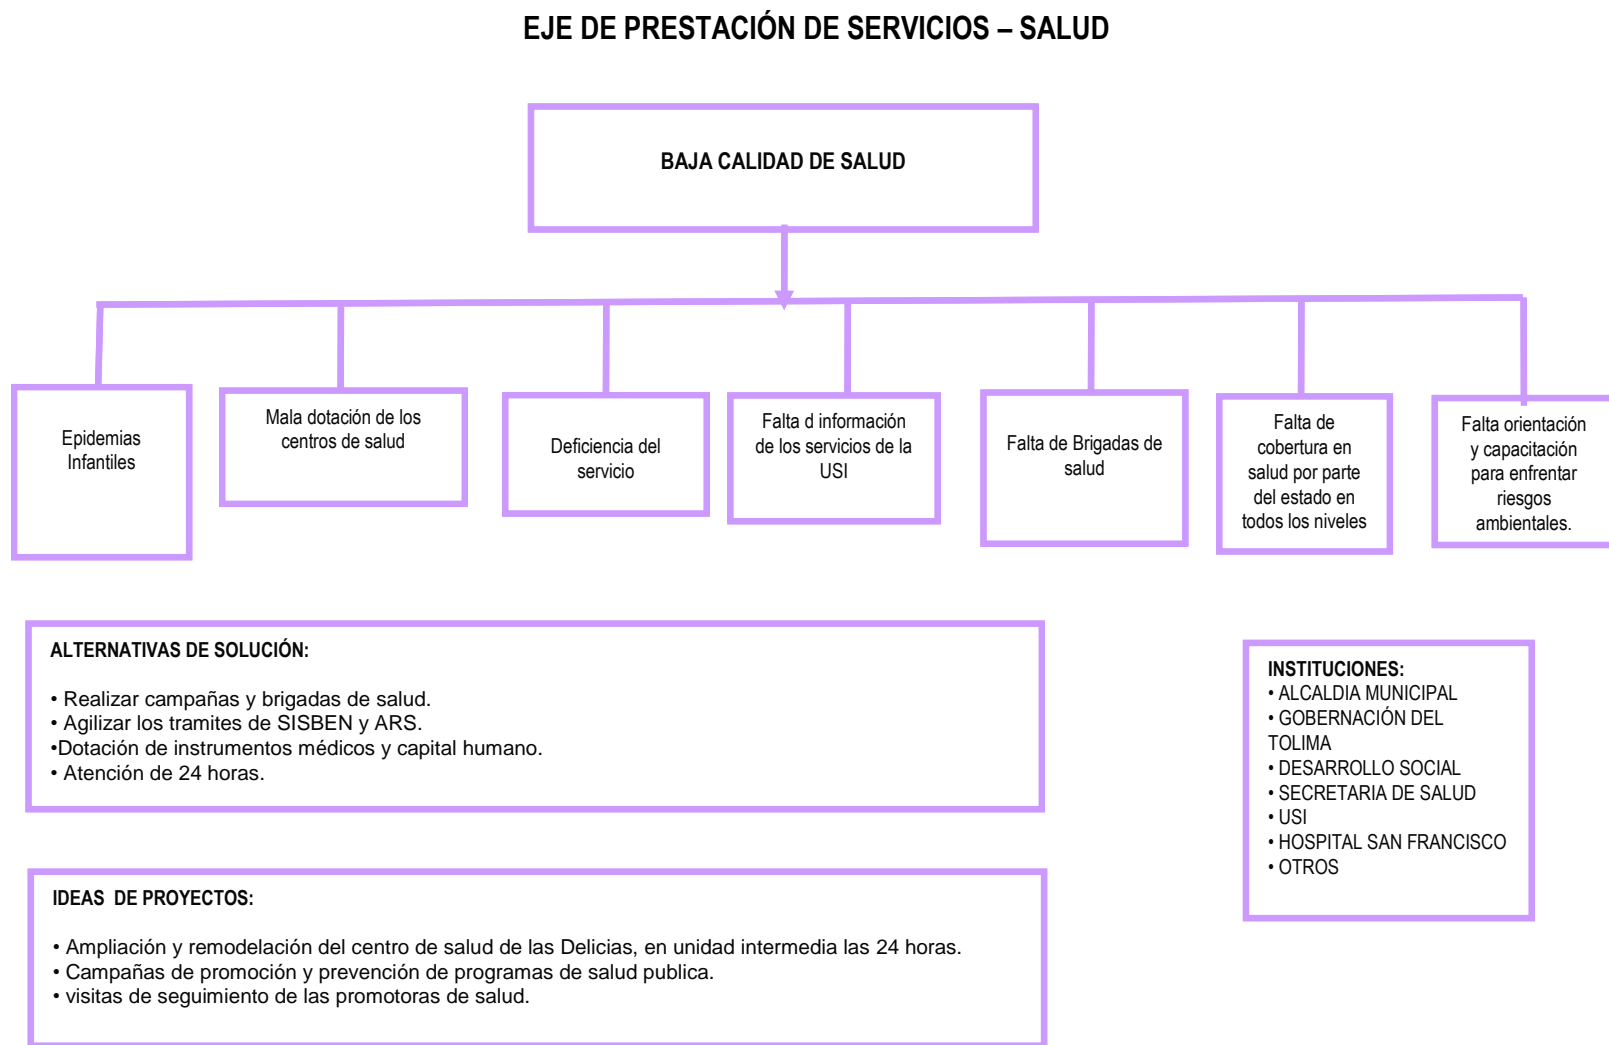 EJE DE PRESTACIÓN DE SERVICIOS – SALUD
BAJA CALIDAD DE SALUD
Epidemias
Infantiles
Mala dotación de los
centros de salud
Deficiencia del
servicio
Falta d información
de los servicios de la
USI
Falta de Brigadas de
salud
Falta de
cobertura en
salud por parte
del estado en
todos los niveles
Falta orientación
y capacitación
para enfrentar
riesgos
ambientales.
ALTERNATIVAS DE SOLUCIÓN:
• Realizar campañas y brigadas de salud.
• Agilizar los tramites de SISBEN y ARS.
•Dotación de instrumentos médicos y capital humano.
• Atención de 24 horas.
INSTITUCIONES:
• ALCALDIA MUNICIPAL
• GOBERNACIÓN DEL
TOLIMA
• DESARROLLO SOCIAL
• SECRETARIA DE SALUD
• USI
• HOSPITAL SAN FRANCISCO
• OTROS
IDEAS  DE PROYECTOS:
• Ampliación y remodelación del centro de salud de las Delicias, en unidad intermedia las 24 horas.
• Campañas de promoción y prevención de programas de salud publica.
• visitas de seguimiento de las promotoras de salud.